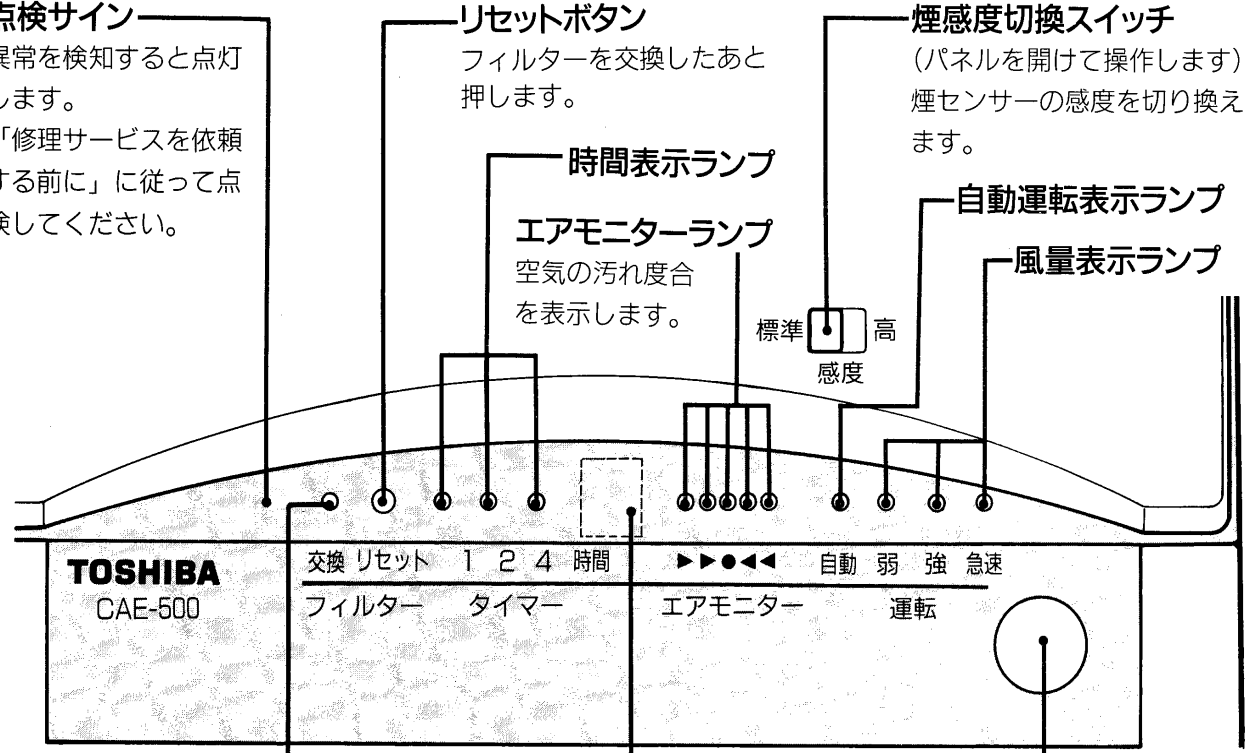 点検サイン
異常を検知すると点灯
します。
「修理サービスを依頼
する前に」に従って点
検してください。
リセットボタン
フィルターを交換したあと
押します。
時間表示ランプ
エアモニターランプ
空気の汚れ度合
を表示します。
煙感度切換スイッチ
(パネルを開けて操作します)
煙センサーの感度を切り換え
ます。
自動運転表示ランプ
風量表示ランプ
標準 高
感度
交換 リセット 1 2 4 時間 ▶▶●◀◀ 自動 弱 強 急速
フィルター タイマー エアモニター 運転
TOSHIBA
CAE-500